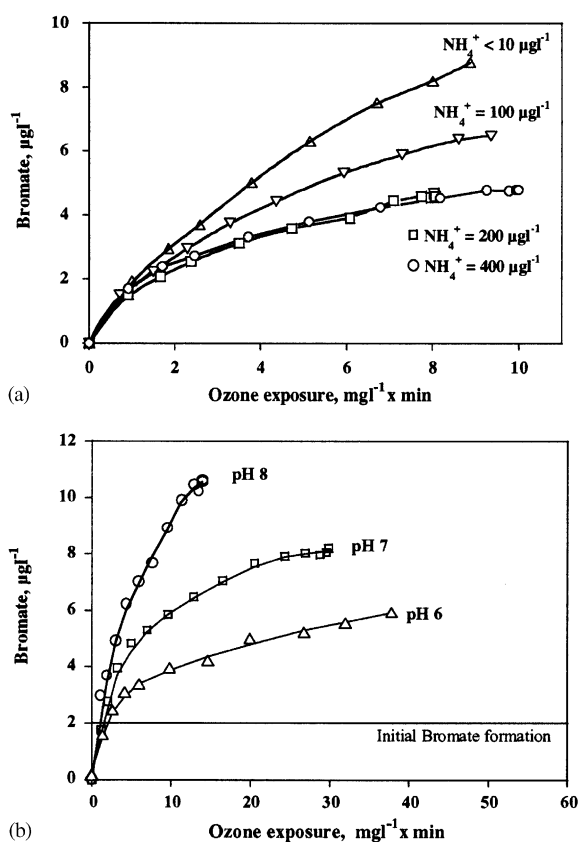 (a)
10
8
6
4
2
0
Bromate, µgl⁻¹
NH₄⁺ < 10 µgl⁻¹
NH₄⁺ = 100 µgl⁻¹
NH₄⁺ = 200 µgl⁻¹
NH₄⁺ = 400 µgl⁻¹
0 2 4 6 8 10
Ozone exposure, mgl⁻¹ x min
(b)
12
10
8
6
4
2
0
Bromate, µgl⁻¹
pH 8
pH 7
pH 6
Initial Bromate formation
0 10 20 30 40 50 60
Ozone exposure, mgl⁻¹ x min